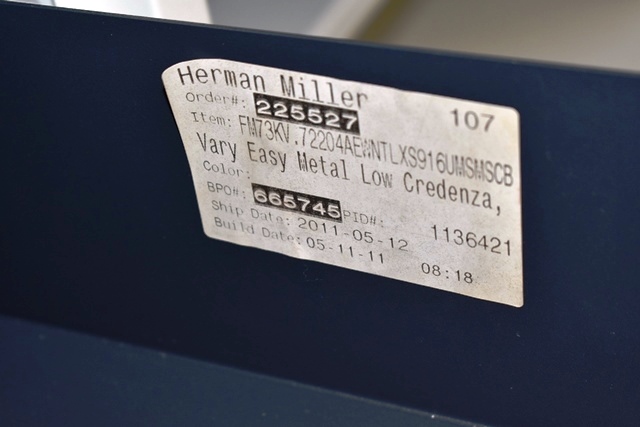 Herman Miller
Order#: 225527 107
Item: FM73KV.72204AEWNTLXS916UMSMSCB
Vary Easy Metal Low Credenza,
Color:
BPO#: 665745 PID#: 1136421
Ship Date: 2011-05-12
Build Date: 05-11-11 08:18